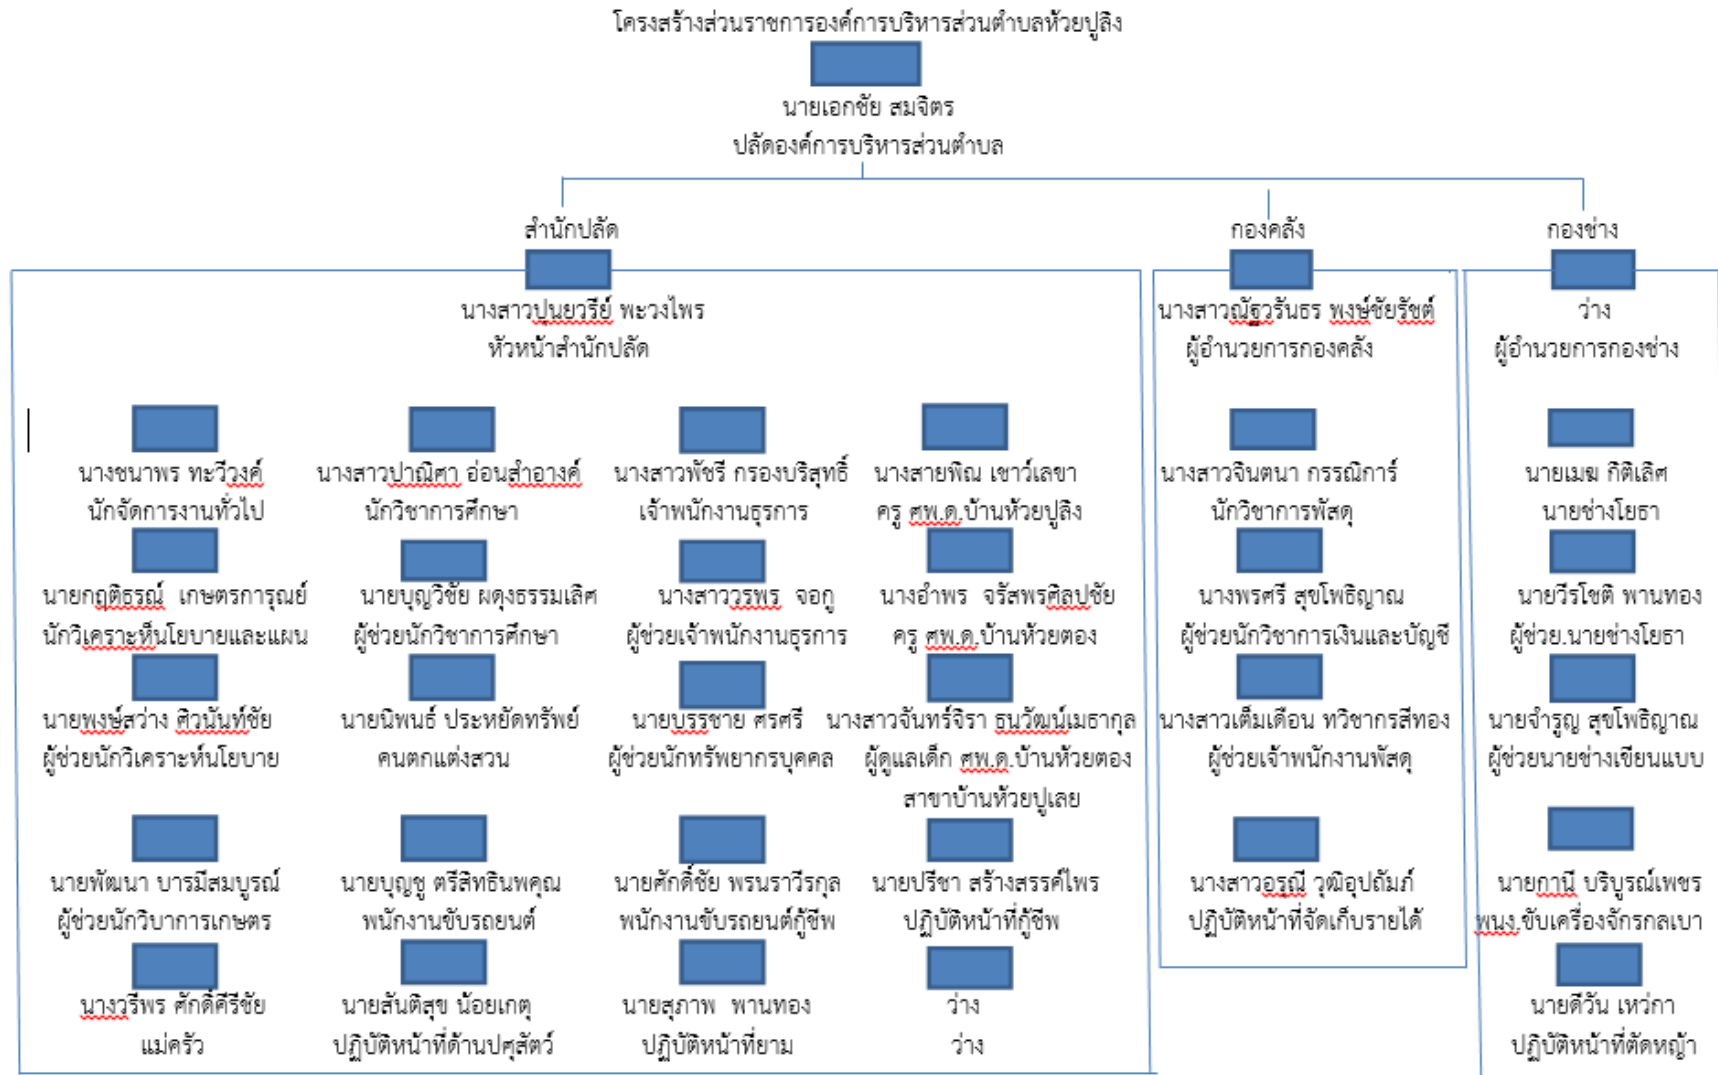 โครงสร้างส่วนราชการองค์การบริหารส่วนตำบลห้วยปูลิง
นายเอกชัย สมจิตร
ปลัดองค์การบริหารส่วนตำบล
สำนักปลัด
กองคลัง
กองช่าง
นางสาวปุนยวรีย์ พะวงไพร
นางสาวณัฐวรันธร พงษ์ชัยรัชต์
ว่าง
หัวหน้าสำนักปลัด
ผู้อำนวยการกองคลัง
ผู้อำนวยการกองช่าง
นางชนาพร ทะวีวงค์
นางสาวปาณิศา อ่อนสำอางค์
นางสาวพัชรี กรองบริสุทธิ์
นางสายพิณ เชาว์เลขา
นางสาวจินตนา กรรณิการ์
นายเมฆ กิติเลิศ
นักจัดการงานทั่วไป
นักวิชาการศึกษา
เจ้าพนักงานธุรการ
ครู ศพ.ด.บ้านห้วยปูลิง
นักวิชาการพัสดุ
นายช่างโยธา
นายกฤติธรณ์ เกษตรการุณย์
นายบุญวิชัย ผดุงธรรมเลิศ
นางสาววรพร จอกู
นางอำพร จรัสพรศิลปชัย
นางพรศรี สุขโพธิญาณ
นายวีรโชติ พานทอง
นักวิเคราะห็นโยบายและแผน
ผู้ช่วยนักวิชาการศึกษา
ผู้ช่วยเจ้าพนักงานธุรการ
ครู ศพ.ด.บ้านห้วยตอง
ผู้ช่วยนักวิชาการเงินและบัญชี
ผู้ช่วย.นายช่างโยธา
นายพงษ์สว่าง ศิวนันท์ชัย
นายนิพนธ์ ประหยัดทรัพย์
นายบรรชาย ศรศรี
นางสาวจันทร์จิรา ธนวัฒน์เมธากุล
นางสาวเต็มเดือน ทวิชากรสีทอง
นายจำรูญ สุขโพธิญาณ
ผู้ช่วยนักวิเคราะห์นโยบาย
คนตกแต่งสวน
ผู้ช่วยนักทรัพยากรบุคคล
ผู้ดูแลเด็ก ศพ.ด.บ้านห้วยตอง
ผู้ช่วยเจ้าพนักงานพัสดุ
ผู้ช่วยนายช่างเขียนแบบ
สาขาบ้านห้วยปูเลย
นายพัฒนา บารมีสมบูรณ์
นายบุญชู ตรีสิทธินพคุณ
นายศักดิ์ชัย พรนราวีรกุล
นายปรีชา สร้างสรรค์ไพร
นางสาวอรุณี วุฒิอุปถัมภ์
นายกานี บริบูรณ์เพชร
ผู้ช่วยนักวิบาการเกษตร
พนักงานขับรถยนต์
พนักงานขับรถยนต์กู้ชีพ
ปฏิบัติหน้าที่กู้ชีพ
ปฏิบัติหน้าที่จัดเก็บรายได้
พนง.ขับเครื่องจักรกลเบา
นางวรีพร ศักดิ์คีรีชัย
นายสันติสุข น้อยเกตุ
นายสุภาพ พานทอง
ว่าง
นายดีวัน เหว่กา
แม่ครัว
ปฏิบัติหน้าที่ด้านปศุสัตว์
ปฏิบัติหน้าที่ยาม
ว่าง
ปฏิบัติหน้าที่ตัดหญ้า